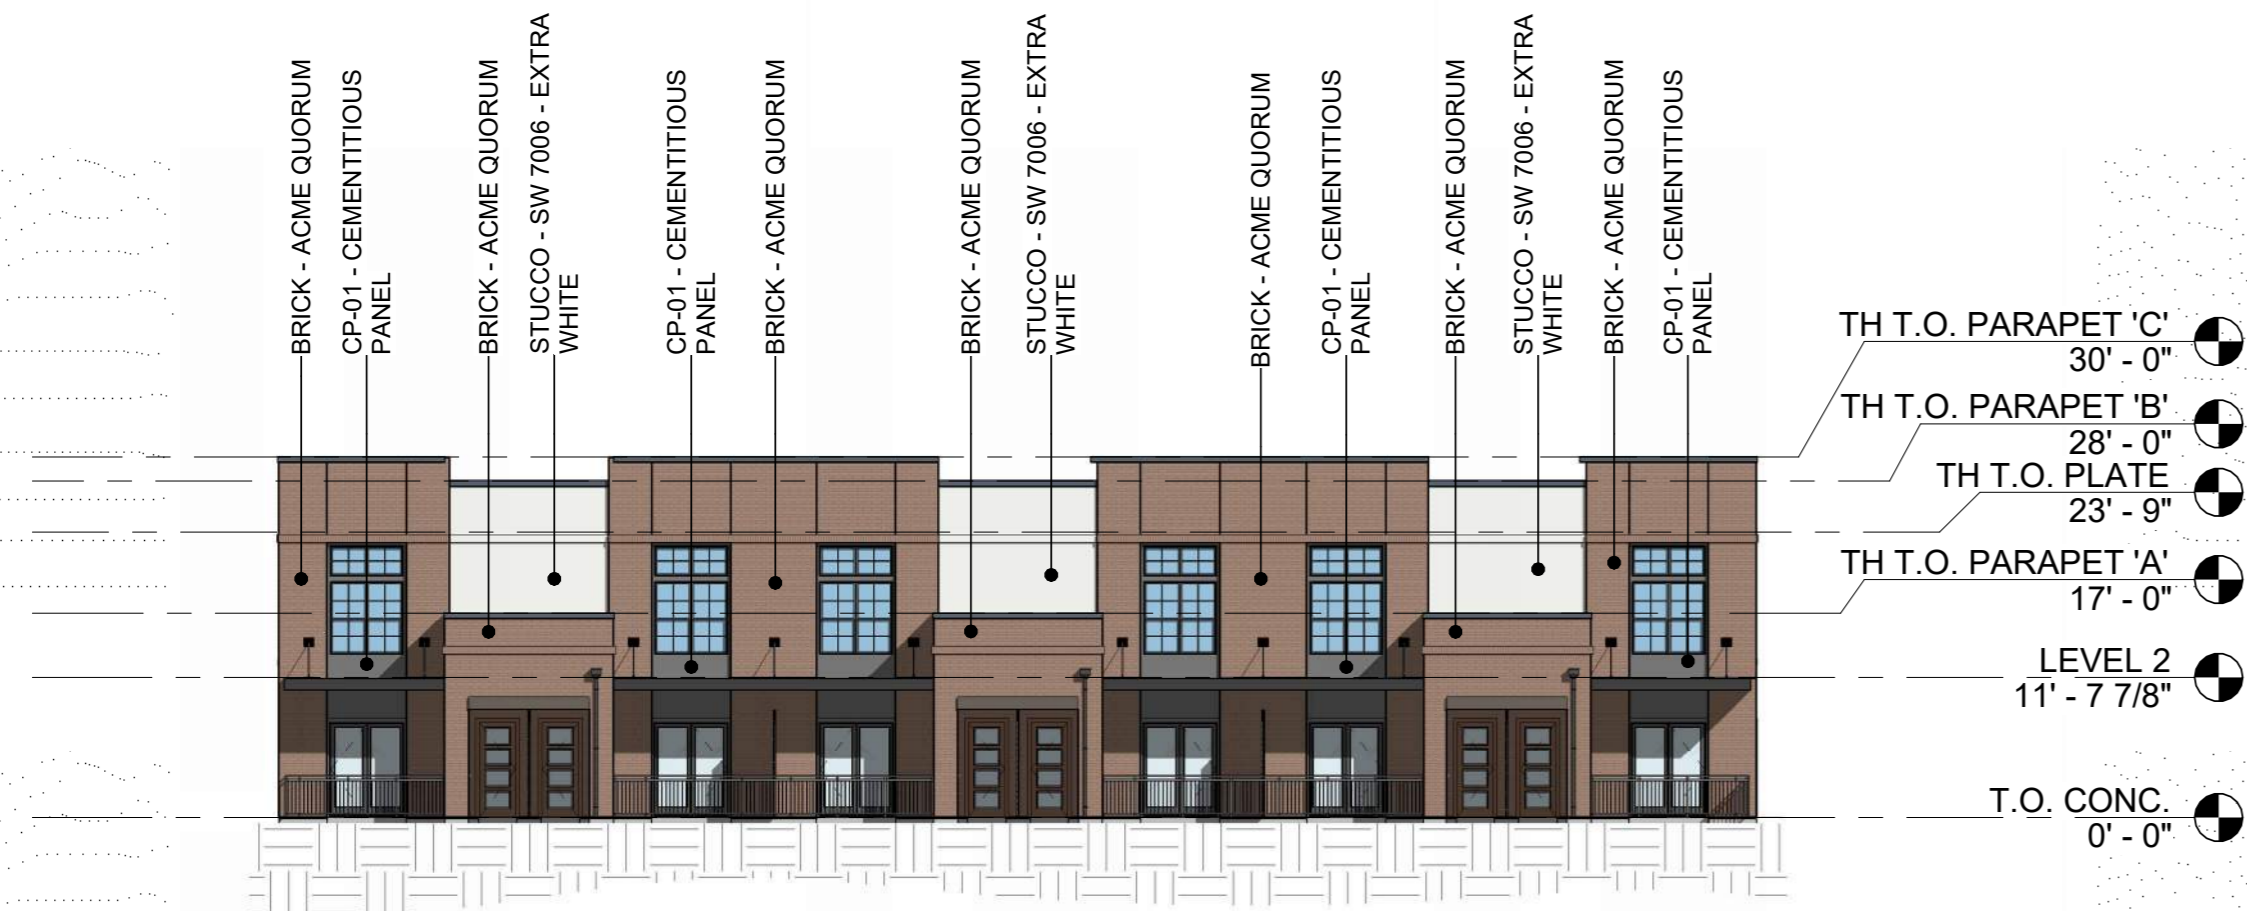 BRICK - ACME QUORUM
CP-01 - CEMENTITIOUS
PANEL
BRICK - ACME QUORUM
STUCCO - SW 7006 - EXTRA
WHITE
CP-01 - CEMENTITIOUS
PANEL
BRICK - ACME QUORUM
BRICK - ACME QUORUM
STUCCO - SW 7006 - EXTRA
WHITE
BRICK - ACME QUORUM
CP-01 - CEMENTITIOUS
PANEL
BRICK - ACME QUORUM
STUCCO - SW 7006 - EXTRA
WHITE
BRICK - ACME QUORUM
CP-01 - CEMENTITIOUS
PANEL
TH T.O. PARAPET 'C'
30' - 0"
TH T.O. PARAPET 'B'
28' - 0"
TH T.O. PLATE
23' - 9"
TH T.O. PARAPET 'A'
17' - 0"
LEVEL 2
11' - 7 7/8"
T.O. CONC.
0' - 0"